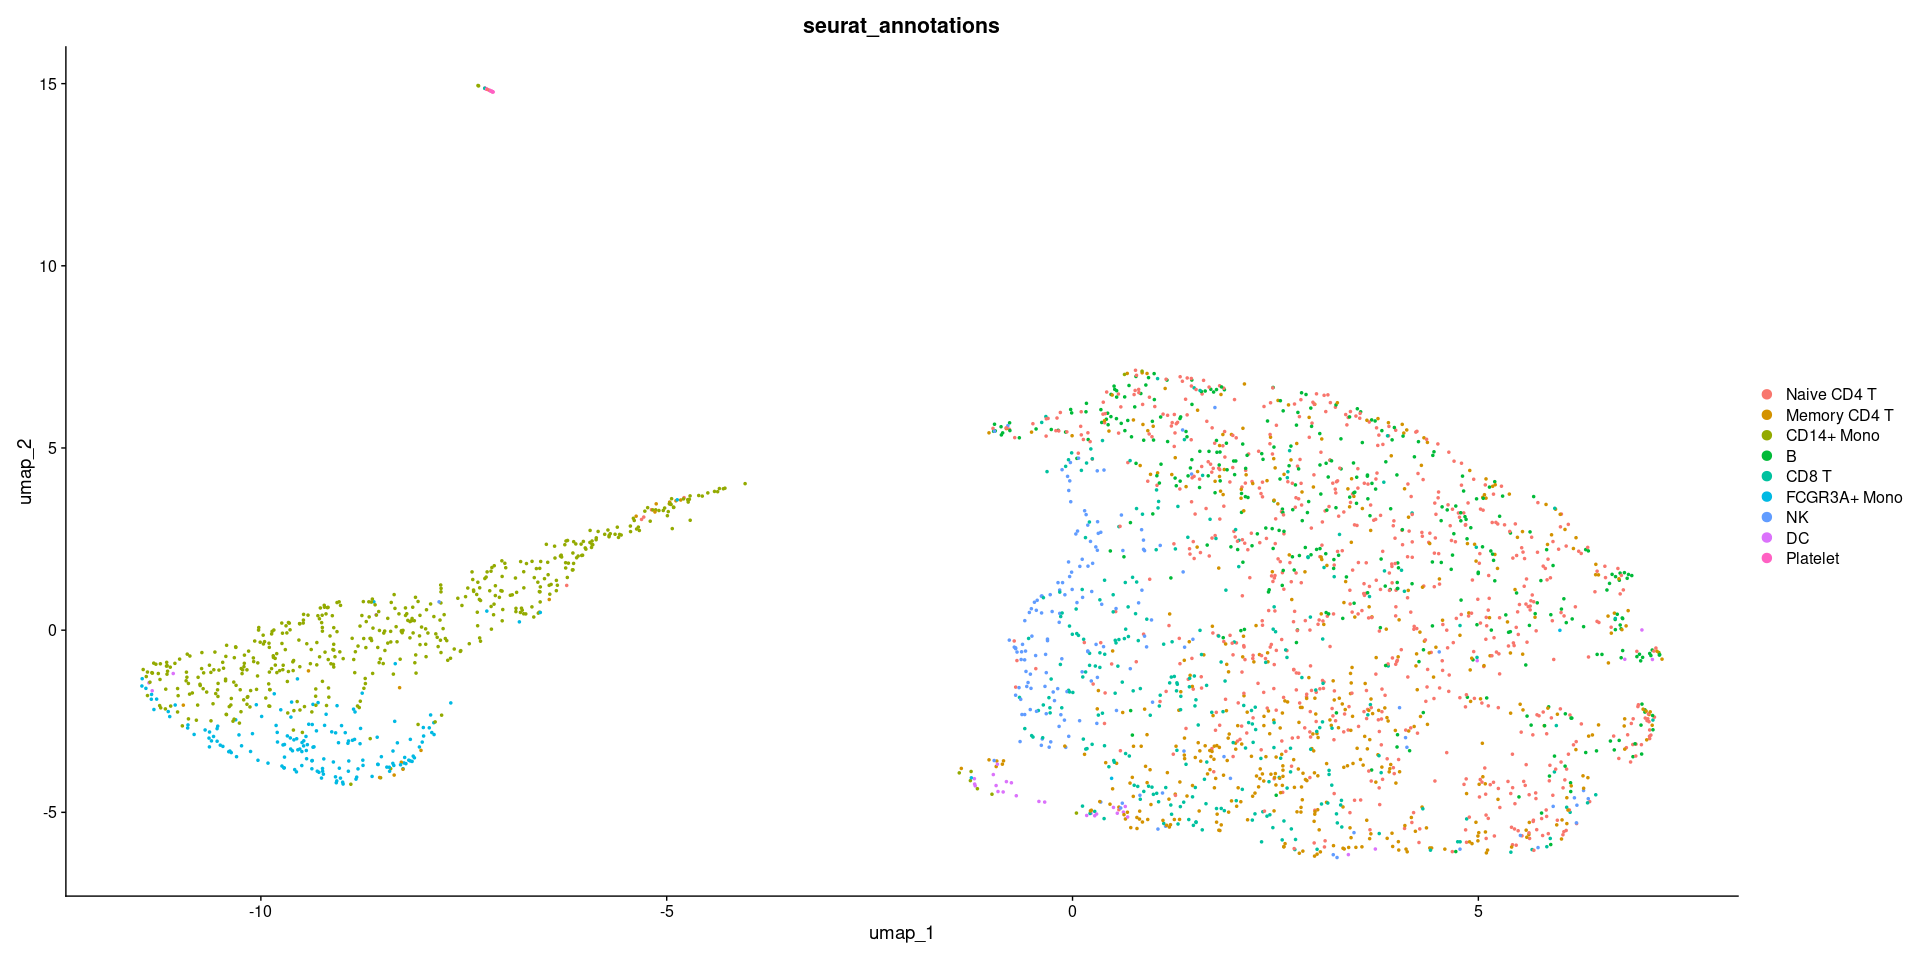 seurat_annotations
15
10
5
0
-5
umap_2
-10
-5
0
5
umap_1
Naive CD4 T
Memory CD4 T
CD14+ Mono
B
CD8 T
FCGR3A+ Mono
NK
DC
Platelet